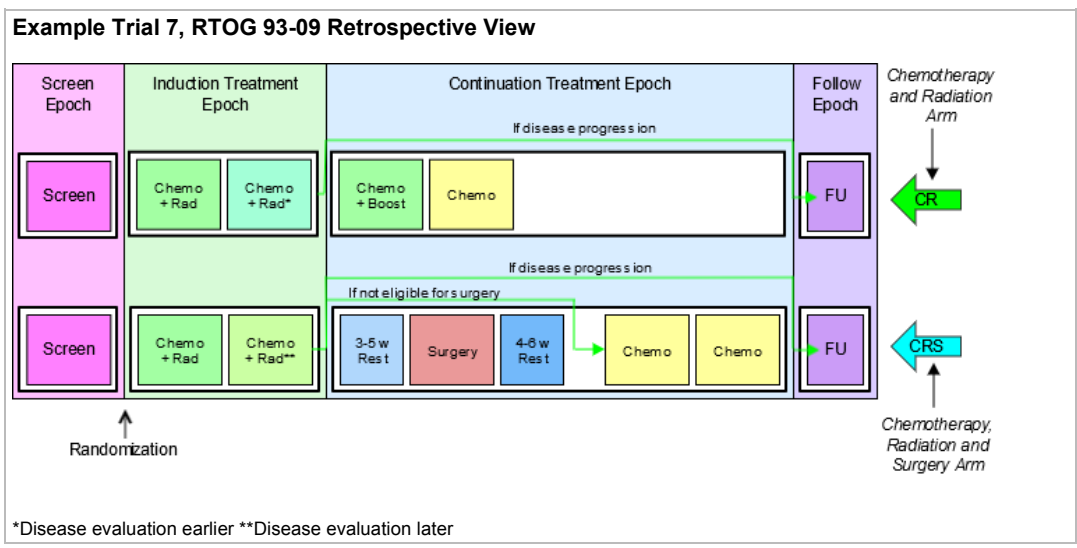 Example Trial 7, RTOG 93-09 Retrospective View
Screen
Epoch
Induction Treatment
Epoch
Continuation Treatment Epoch
Follow
Epoch
Chemotherapy
and Radiation
Arm
If disease progression
Screen
Chemo
+ Rad
Chemo
+ Rad*
Chemo
+ Boost
Chemo
FU
CR
If disease progression
If not eligible for surgery
Screen
Chemo
+ Rad
Chemo
+ Rad**
3-5 w
Rest
Surgery
4-6 w
Rest
Chemo
Chemo
FU
CRS
Randomization
Chemotherapy,
Radiation and
Surgery Arm
*Disease evaluation earlier **Disease evaluation later